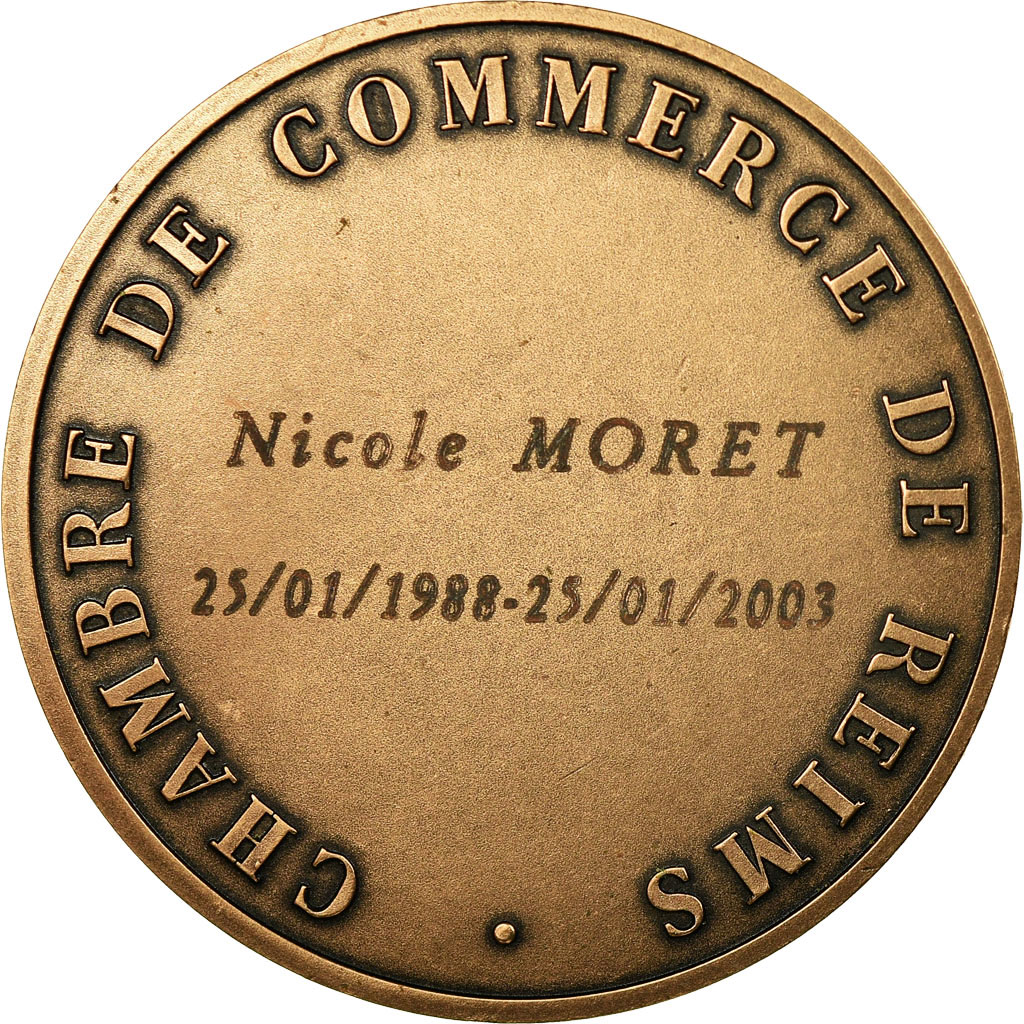 CHAMBRE DE COMMERCE DE REIMS
Nicole MORET
25/01/1988-25/01/2003